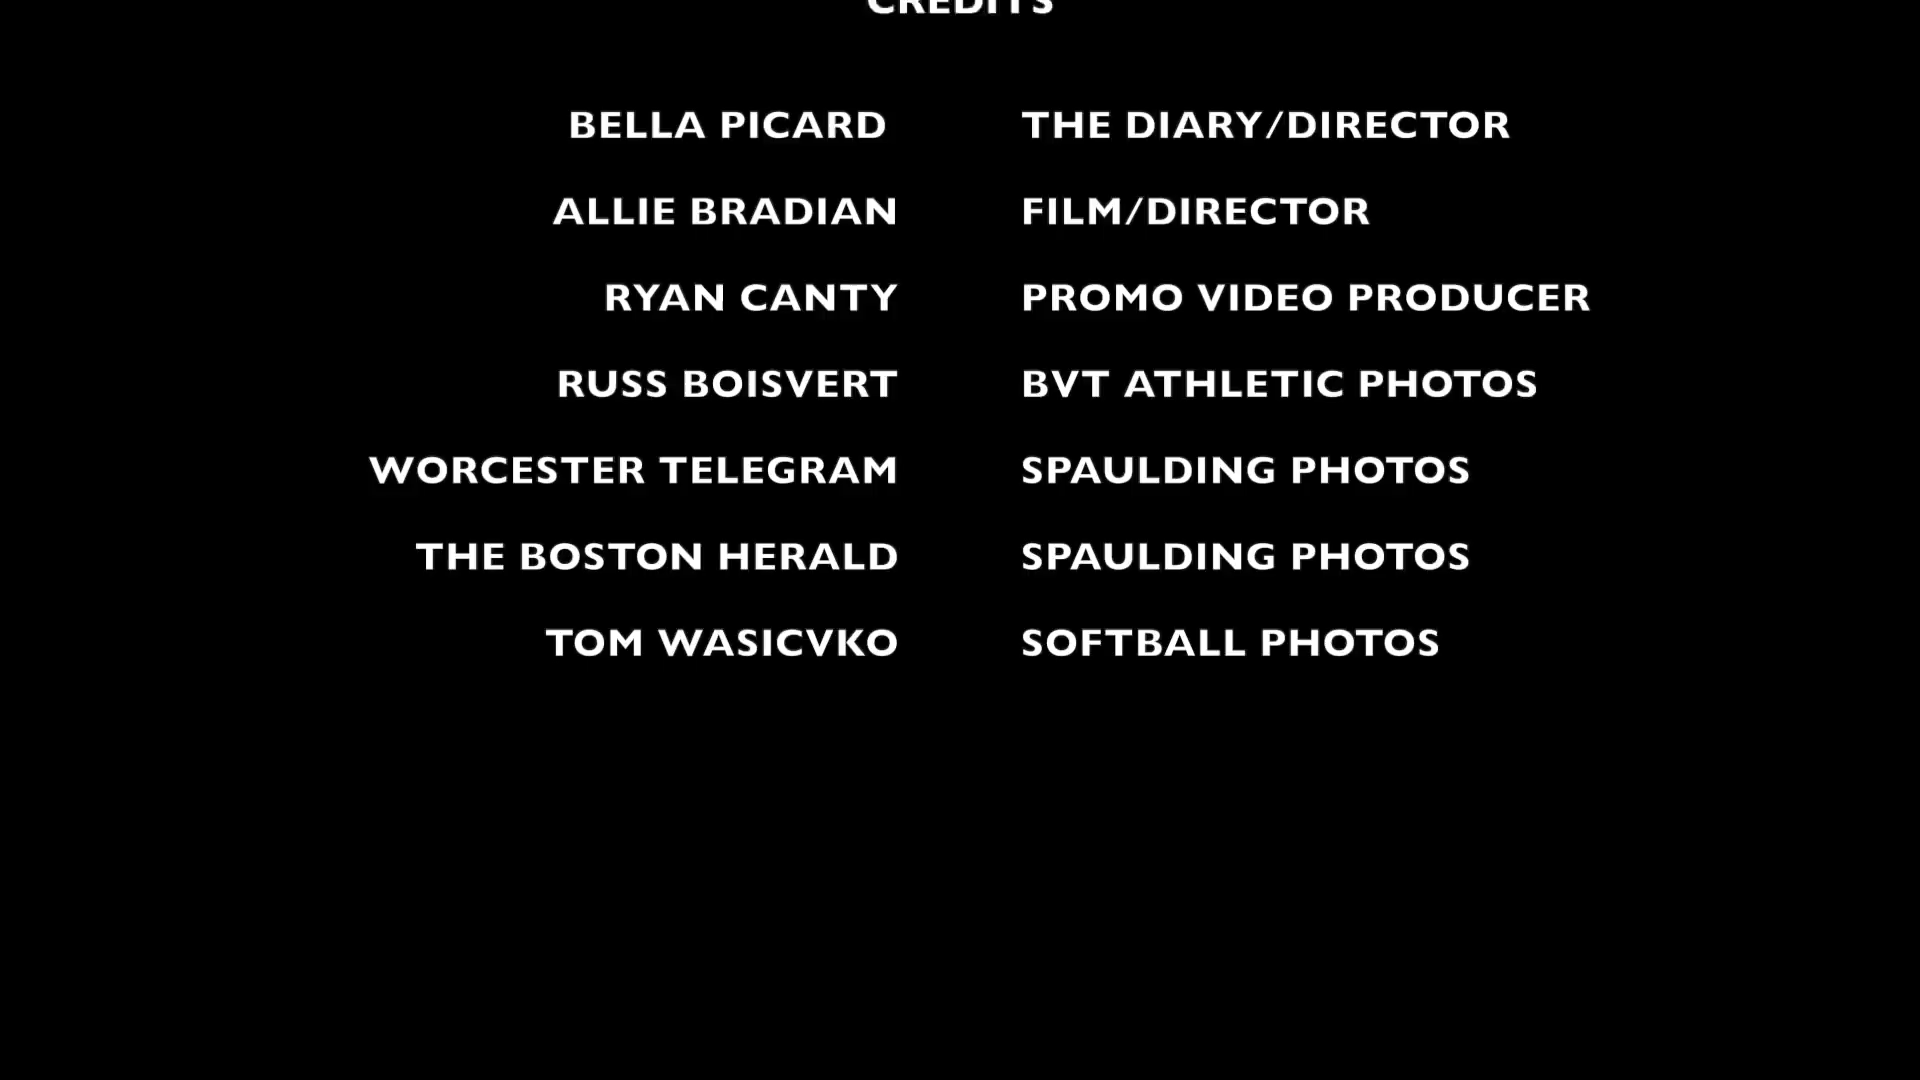 CREDITS
BELLA PICARD THE DIARY/DIRECTOR
ALLIE BRADIAN FILM/DIRECTOR
RYAN CANTY PROMO VIDEO PRODUCER
RUSS BOISVERT BVT ATHLETIC PHOTOS
WORCESTER TELEGRAM SPAULDING PHOTOS
THE BOSTON HERALD SPAULDING PHOTOS
TOM WASICVKO SOFTBALL PHOTOS